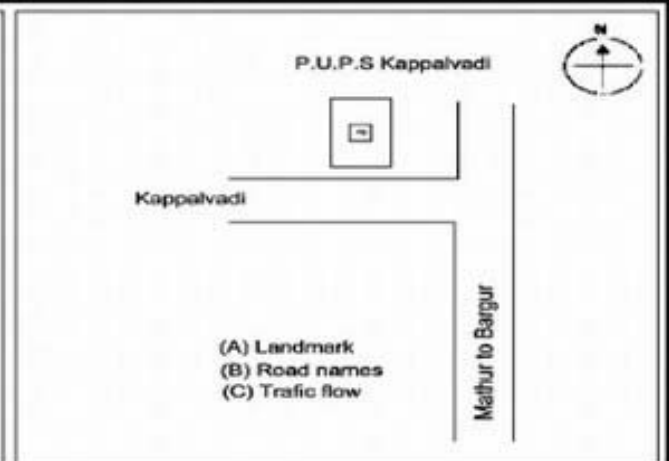 N
P.U.P.S Kappalvadi
Kappalvadi
Mathur to Bargur
(A) Landmark
(B) Road names
(C) Trafic flow